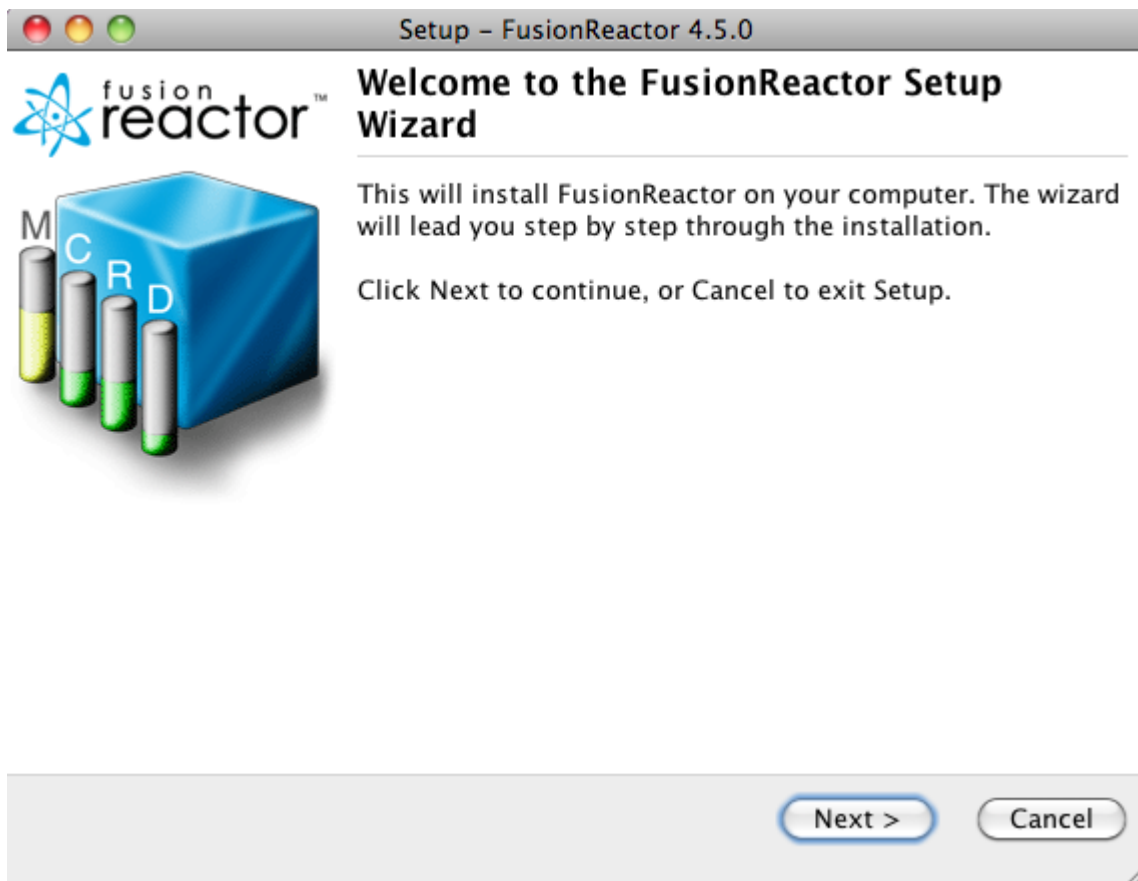 Setup – FusionReactor 4.5.0
fusion
reactor™
Welcome to the FusionReactor Setup
Wizard
This will install FusionReactor on your computer. The wizard
will lead you step by step through the installation.
Click Next to continue, or Cancel to exit Setup.
M
C
R
D
Next >
Cancel